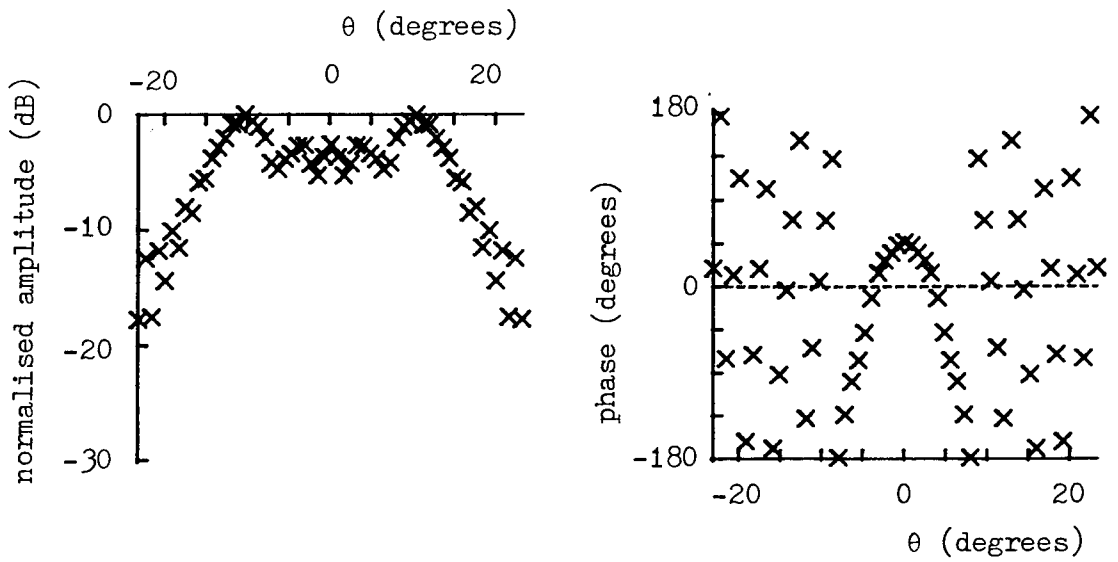 θ (degrees)
-20 0 20
normalised amplitude (dB)
0
-10
-20
-30
180
0
-180
phase (degrees)
-20 0 20
θ (degrees)